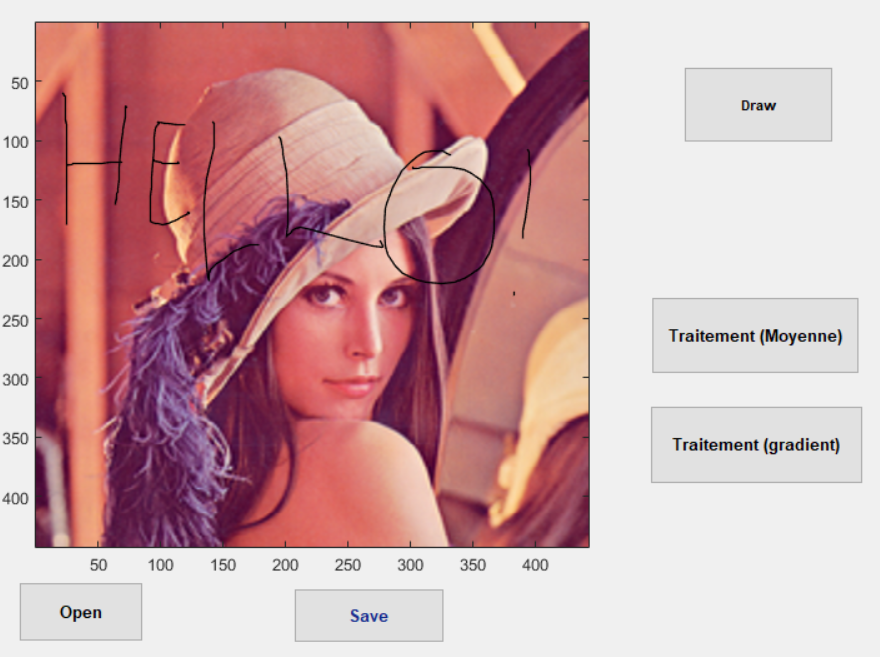 Draw
50
100
HELLO!
150
200
250
Traitement (Moyenne)
300
350
Traitement (gradient)
400
50 100 150 200 250 300 350 400
Open
Save